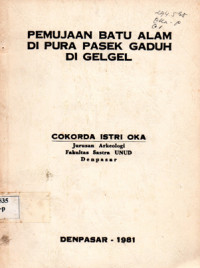 PEMUJAAN BATU ALAM
DI PURA PASEK GADUH
DI GELGEL
COKORDA ISTRI OKA
Jurusan Arkeologi
Fakultas Sastra UNUD
Denpasar
DENPASAR - 1981